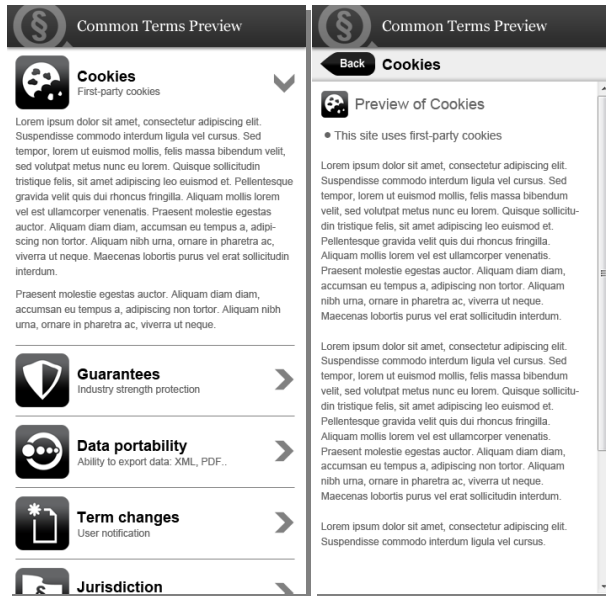 Common Terms Preview
Cookies
First-party cookies
Lorem ipsum dolor sit amet, consectetur adipiscing elit.
Suspendisse commodo interdum ligula vel cursus. Sed
tempor, lorem ut euismod mollis, felis massa bibendum velit,
sed volutpat metus nunc eu lorem. Quisque sollicitudin
tristique felis, sit amet adipiscing leo euismod et. Pellentesque
gravida velit quis dui rhoncus fringilla. Aliquam mollis lorem
vel est ullamcorper venenatis. Praesent molestie egestas
auctor. Aliquam diam diam, accumsan eu tempus a, adipi-
scing non tortor. Aliquam nibh urna, ornare in pharetra ac,
viverra ut neque. Maecenas lobortis purus vel erat sollicitudin
interdum.
Praesent molestie egestas auctor. Aliquam diam diam,
accumsan eu tempus a, adipiscing non tortor. Aliquam nibh
urna, ornare in pharetra ac, viverra ut neque.
Guarantees
Industry strength protection
Data portability
Ability to export data: XML, PDF..
Term changes
User notification
§
Jurisdiction
§
Common Terms Preview
Back
Cookies
Preview of Cookies
• This site uses first-party cookies
Lorem ipsum dolor sit amet, consectetur adipiscing elit.
Suspendisse commodo interdum ligula vel cursus. Sed
tempor, lorem ut euismod mollis, felis massa bibendum
velit, sed volutpat metus nunc eu lorem. Quisque sollicitu-
din tristique felis, sit amet adipiscing leo euismod et.
Pellentesque gravida velit quis dui rhoncus fringilla.
Aliquam mollis lorem vel est ullamcorper venenatis.
Praesent molestie egestas auctor. Aliquam diam diam,
accumsan eu tempus a, adipiscing non tortor. Aliquam
nibh urna, ornare in pharetra ac, viverra ut neque.
Maecenas lobortis purus vel erat sollicitudin interdum.
Lorem ipsum dolor sit amet, consectetur adipiscing elit.
Suspendisse commodo interdum ligula vel cursus. Sed
tempor, lorem ut euismod mollis, felis massa bibendum
velit, sed volutpat metus nunc eu lorem. Quisque sollicitu-
din tristique felis, sit amet adipiscing leo euismod et.
Pellentesque gravida velit quis dui rhoncus fringilla.
Aliquam mollis lorem vel est ullamcorper venenatis.
Praesent molestie egestas auctor. Aliquam diam diam,
accumsan eu tempus a, adipiscing non tortor. Aliquam
nibh urna, ornare in pharetra ac, viverra ut neque.
Maecenas lobortis purus vel erat sollicitudin interdum.
Lorem ipsum dolor sit amet, consectetur adipiscing elit.
Suspendisse commodo interdum ligula vel cursus.